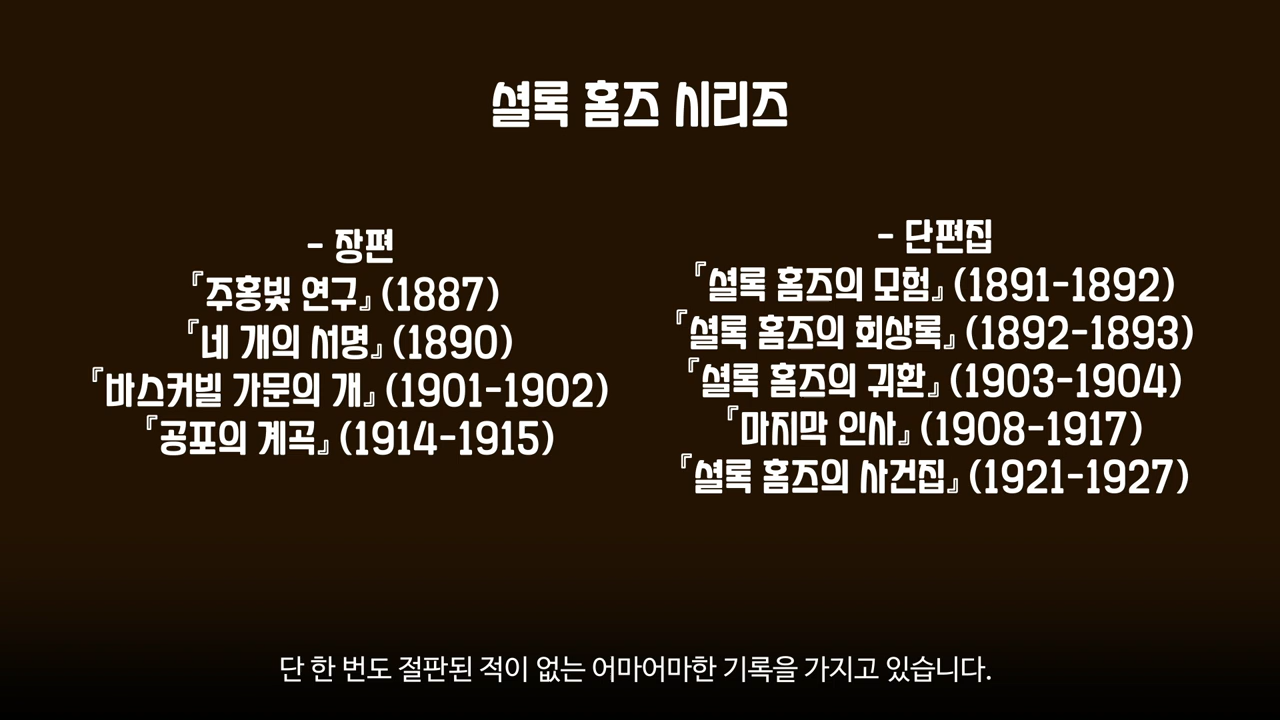 셜록 홈즈 시리즈
- 장편
『주홍빛 연구』 (1887)
『네 개의 서명』 (1890)
『바스커빌 가문의 개』 (1901-1902)
『공포의 계곡』 (1914-1915)
- 단편집
『셜록 홈즈의 모험』 (1891-1892)
『셜록 홈즈의 회상록』 (1892-1893)
『셜록 홈즈의 귀환』 (1903-1904)
『마지막 인사』 (1908-1917)
『셜록 홈즈의 사건집』 (1921-1927)
단 한 번도 절판된 적이 없는 어마어마한 기록을 가지고 있습니다.